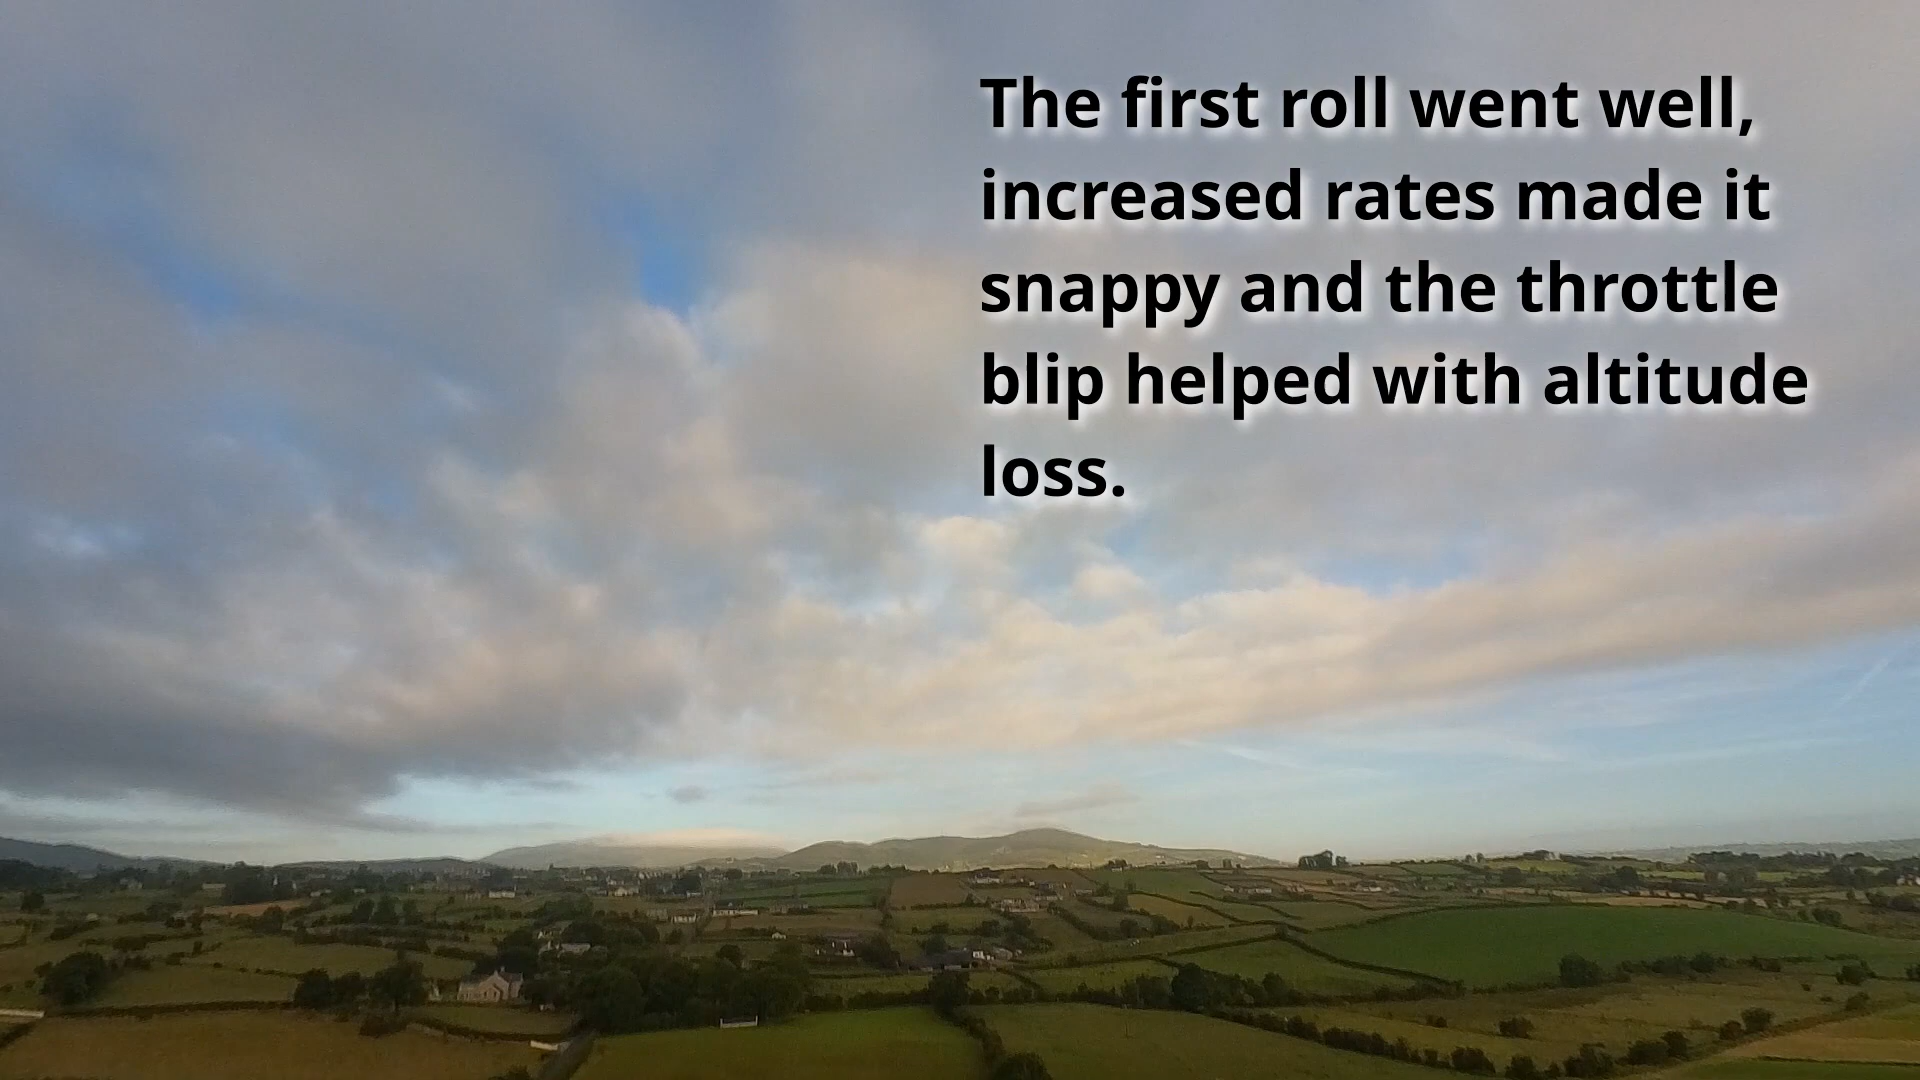 The first roll went well,
increased rates made it
snappy and the throttle
blip helped with altitude
loss.